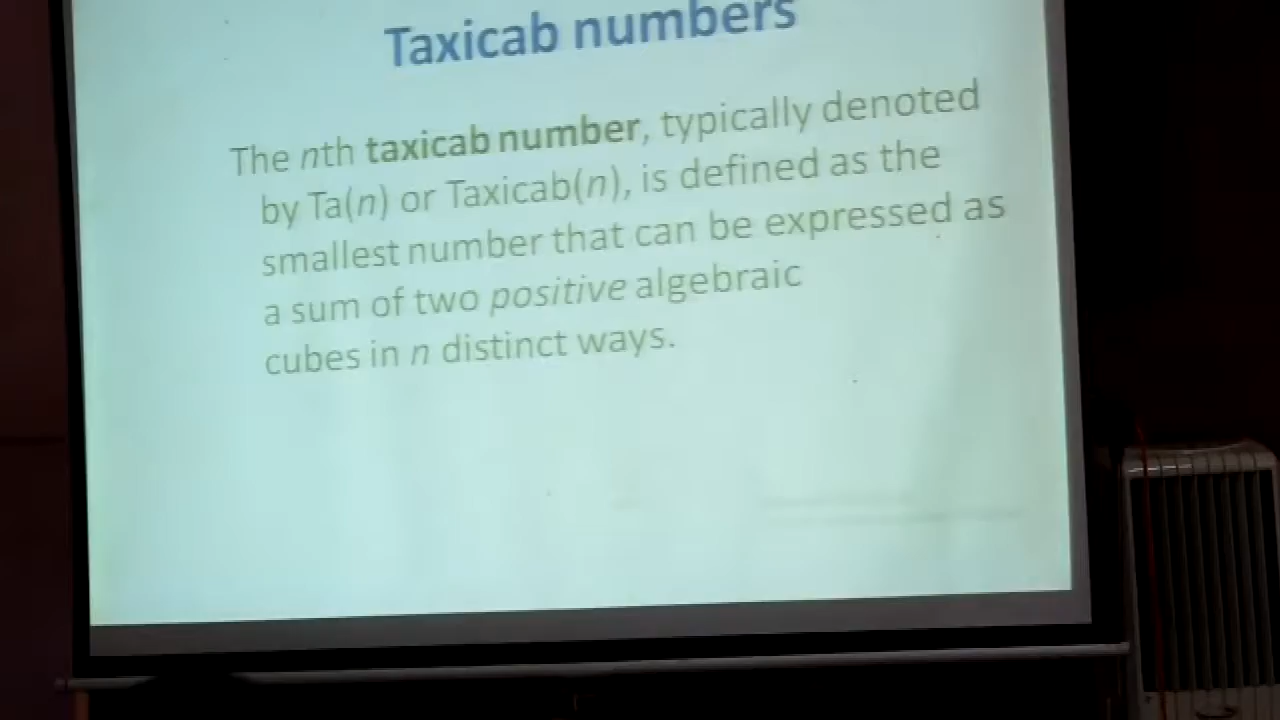 Taxicab numbers
The nth taxicab number, typically denoted
by Ta(n) or Taxicab(n), is defined as the
smallest number that can be expressed as
a sum of two positive algebraic
cubes in n distinct ways.